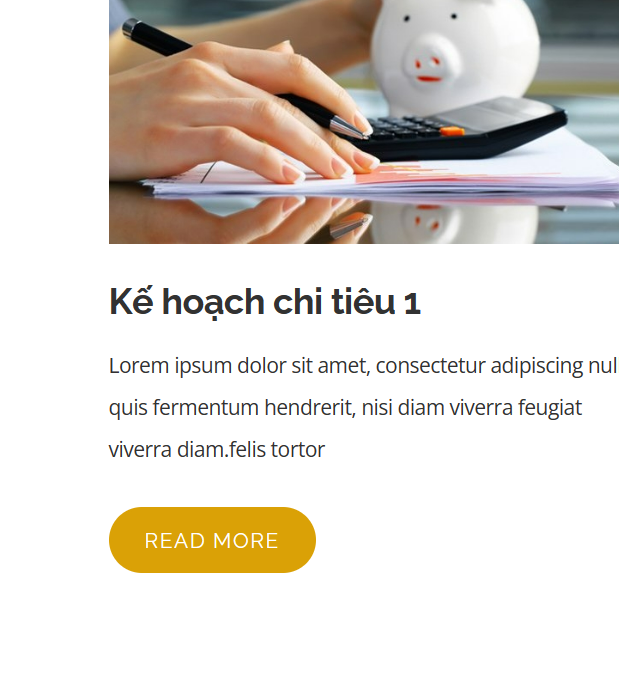 Kế hoạch chi tiêu 1
Lorem ipsum dolor sit amet, consectetur adipiscing nul
quis fermentum hendrerit, nisi diam viverra feugiat
viverra diam.felis tortor
READ MORE